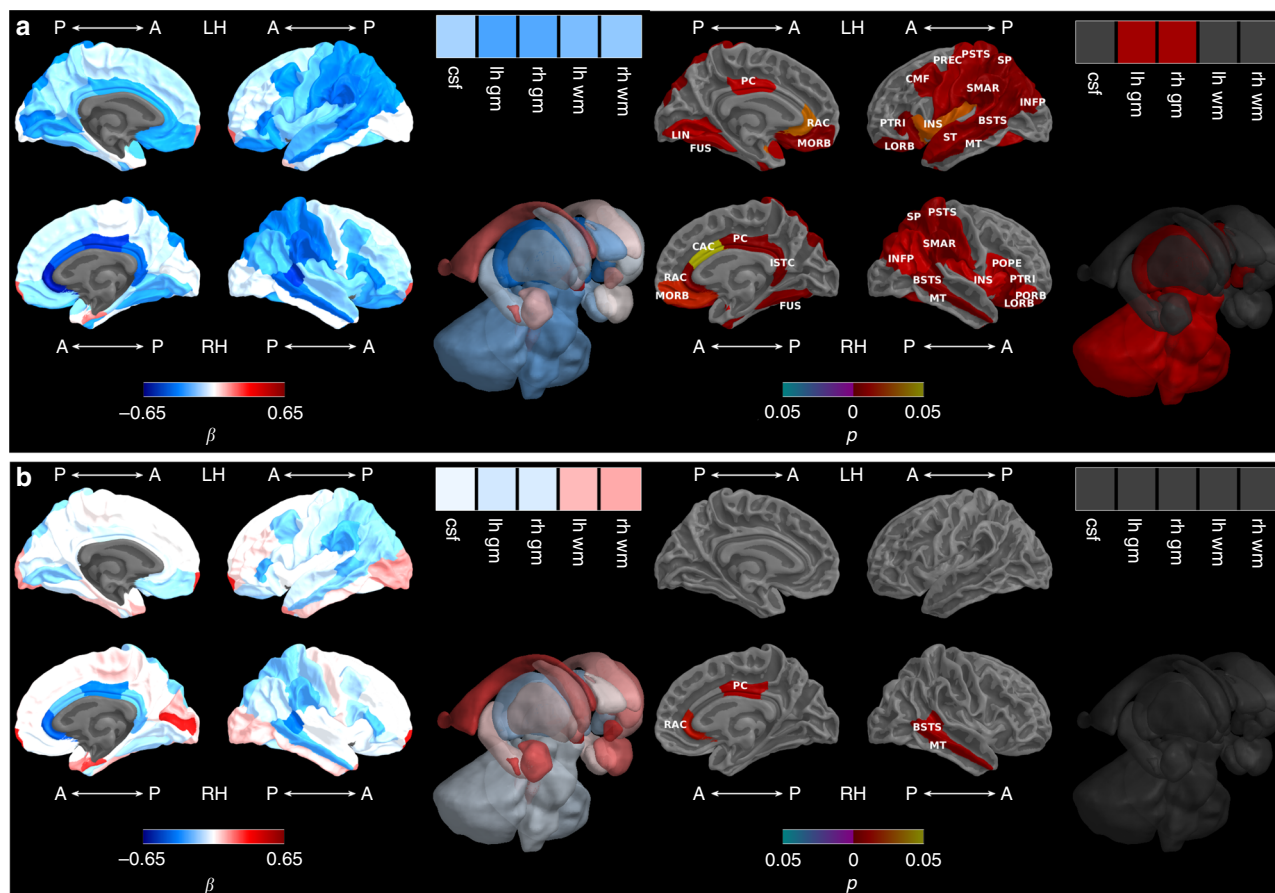 a
P A LH A P
csf
lh gm
rh gm
lh wm
rh wm
P A LH A P
csf
lh gm
rh gm
lh wm
rh wm
PC
RAC
LIN
MORB
FUS
PREC
PSTS
SP
CMF
SMAR
INFP
PTRI
INS
BSTS
ST
LORB
MT
CAC
PC
ISTC
RAC
MORB
FUS
SP
PSTS
SMAR
INFP
POPE
BSTS
INS
PTRI
MT
PORB
LORB
A P RH P A
A P RH P A
−0.65 0.65
β
0.05 0 0.05
p
b
P A LH A P
csf
lh gm
rh gm
lh wm
rh wm
P A LH A P
csf
lh gm
rh gm
lh wm
rh wm
PC
RAC
BSTS
MT
A P RH P A
A P RH P A
−0.65 0.65
β
0.05 0 0.05
p